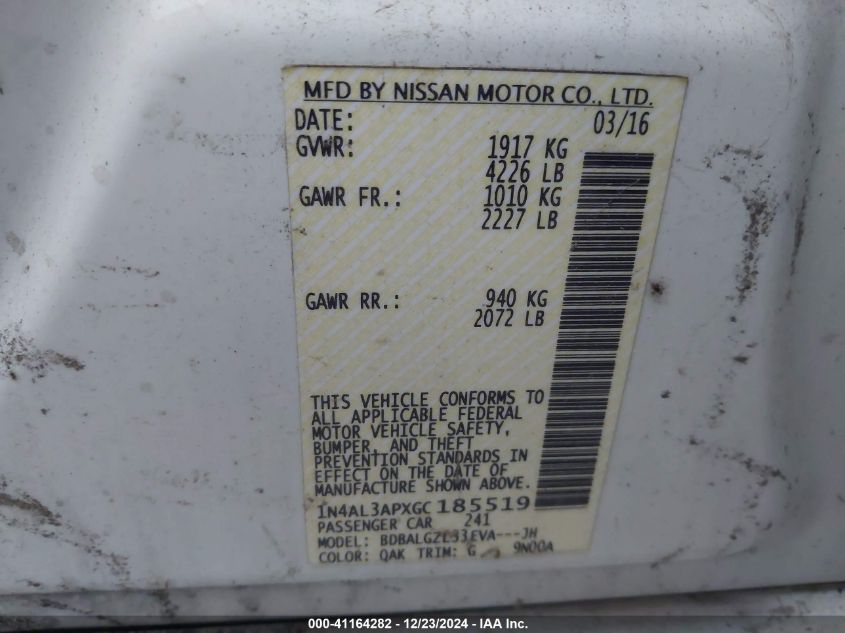 MFD BY NISSAN MOTOR CO., LTD.
DATE: 03/16
GVWR: 1917 KG
4226 LB
GAWR FR.: 1010 KG
2227 LB
GAWR RR.: 940 KG
2072 LB
THIS VEHICLE CONFORMS TO
ALL APPLICABLE FEDERAL
MOTOR VEHICLE SAFETY,
BUMPER, AND THEFT
PREVENTION STANDARDS IN
EFFECT ON THE DATE OF
MANUFACTURE SHOWN ABOVE.
1N4AL3APXGC185519
PASSENGER CAR 241
MODEL: BDBALGZL33EVA---JH
COLOR: QAK TRIM: G 9N00A
000-41164282 - 12/23/2024 - IEA Inc.